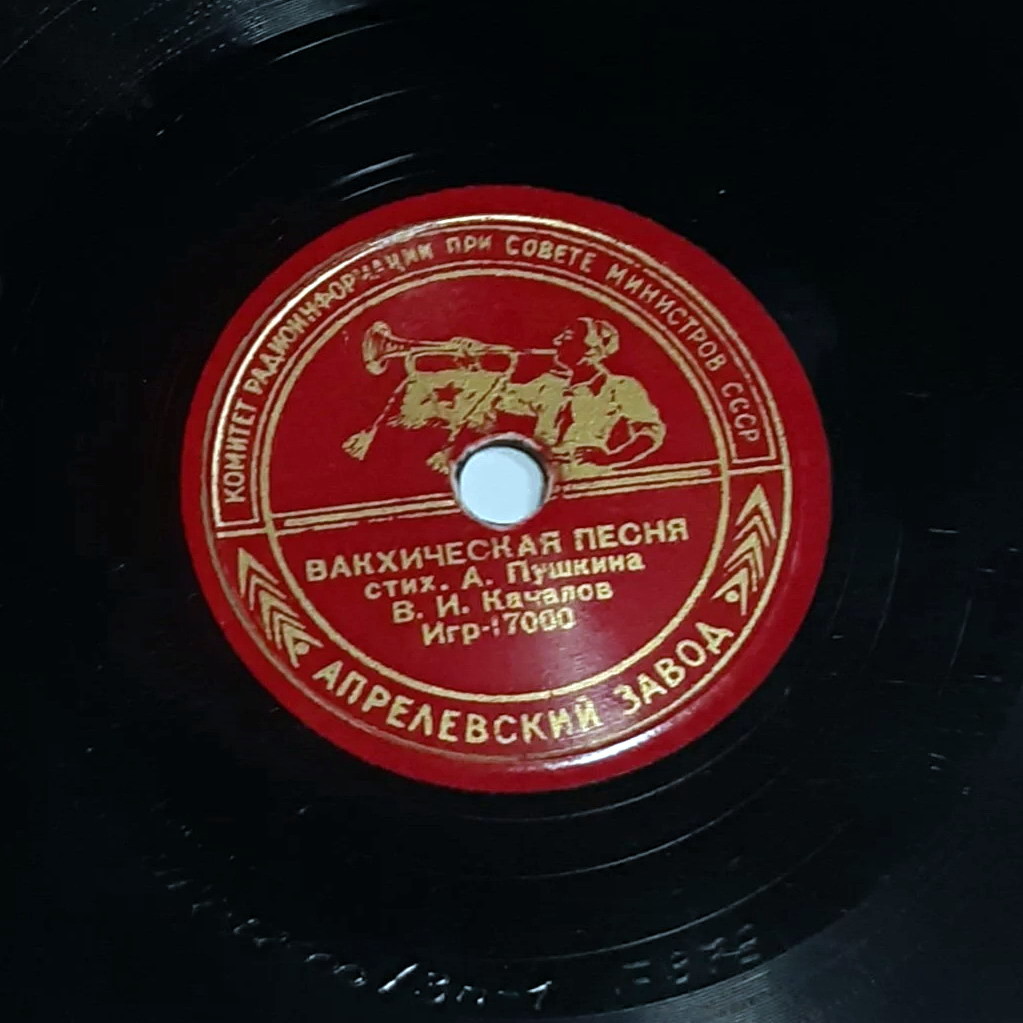 КОМИТЕТ РАДИОИНФОРМАЦИИ ПРИ СОВЕТЕ МИНИСТРОВ СССР
ВАКХИЧЕСКАЯ ПЕСНЯ
стих. А. Пушкина
В. И. Качалов
Игр-17000
АПРЕЛЕВСКИЙ ЗАВОД